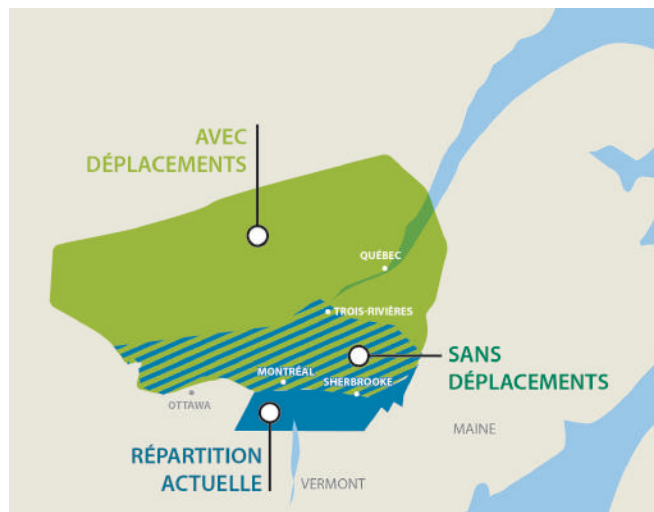 AVEC
DÉPLACEMENTS
QUÉBEC
TROIS-RIVIÈRES
SANS
DÉPLACEMENTS
MONTRÉAL
SHERBROOKE
OTTAWA
MAINE
RÉPARTITION
ACTUELLE
VERMONT